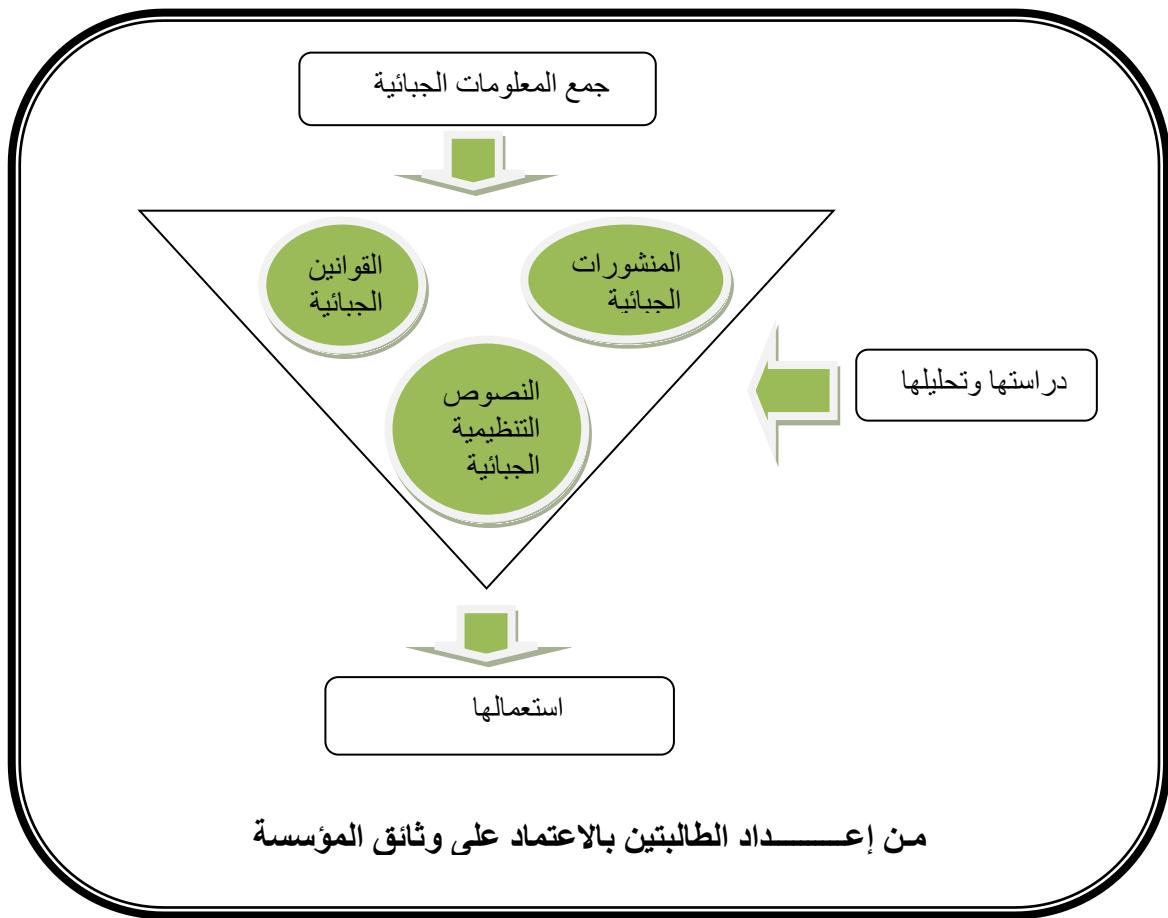 جمع المعلومات الجبائية
المنشورات
الجبائية
القوانين
الجبائية
النصوص
التنظيمية
الجبائية
دراستها وتحليلها
استعمالها
من إعـــــــــداد الطالبتين بالاعتماد على وثائق المؤسسة